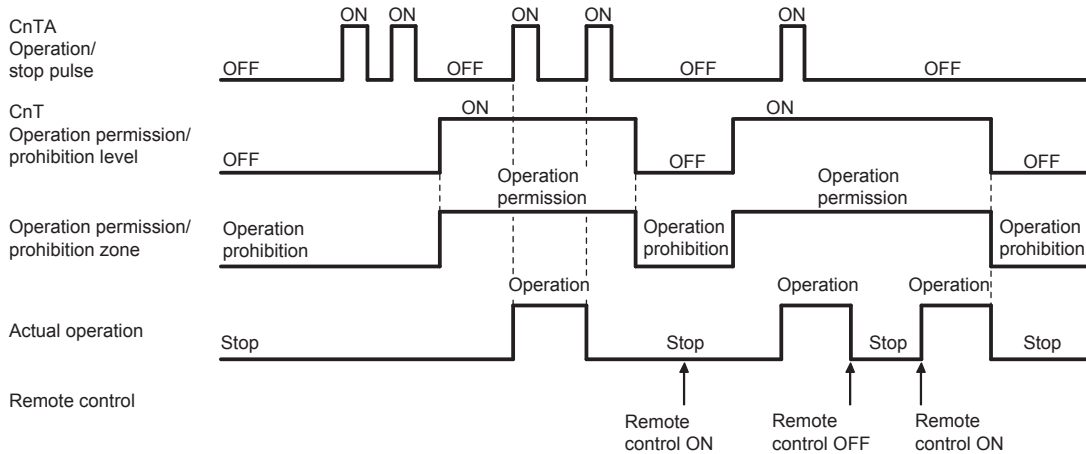 ON ON ON ON ON
CnTA
Operation/
stop pulse
OFF OFF OFF OFF
CnT
Operation permission/
prohibition level
ON ON
OFF OFF OFF
Operation
permission
Operation
permission
Operation permission/
prohibition zone
Operation
prohibition
Operation
prohibition
Operation
prohibition
Operation Operation Operation
Actual operation
Stop Stop Stop Stop
Remote control
Remote
control ON
Remote
control OFF
Remote
control ON